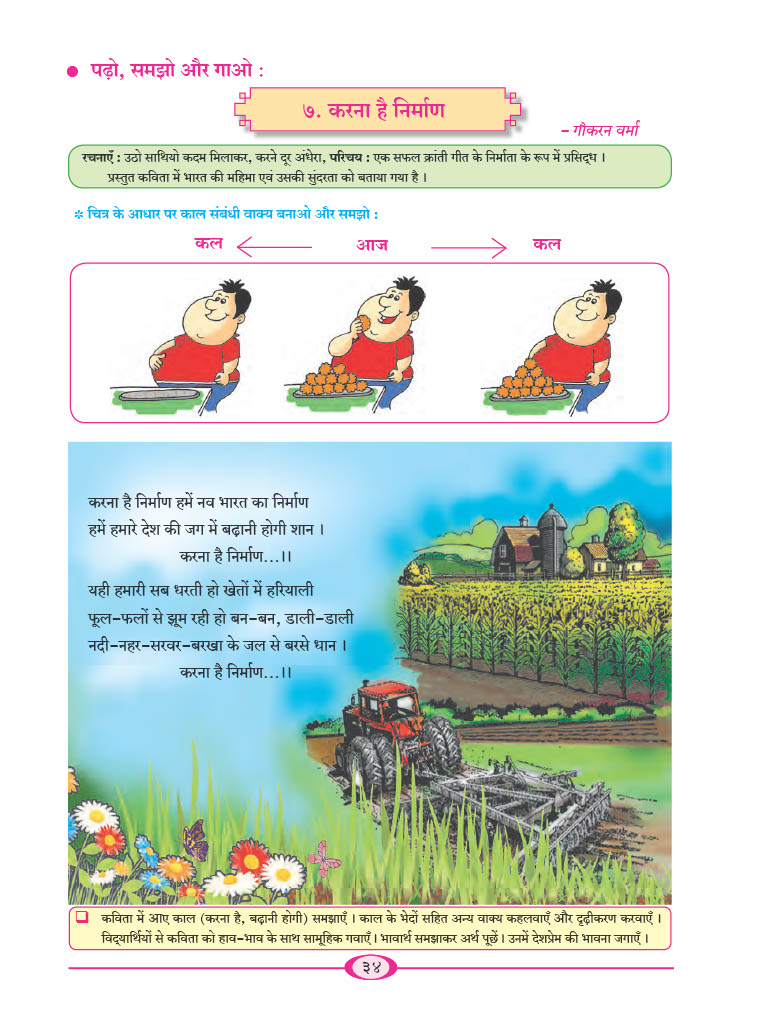 ● पढ़ो, समझो और गाओ :
७. करना है निर्माण
– गौकरन वर्मा
रचनाएँ : उठो साथियो कदम मिलाकर, करने दूर अंधेरा, परिचय : एक सफल क्रांती गीत के निर्माता के रूप में प्रसिद्ध ।
प्रस्तुत कविता में भारत की महिमा एवं उसकी सुंदरता को बताया गया है ।
✲ चित्र के आधार पर काल संबंधी वाक्य बनाओ और समझो :
कल आज कल
करना है निर्माण हमें नव भारत का निर्माण
हमें हमारे देश की जग में बढ़ानी होगी शान ।
करना है निर्माण...।।
यही हमारी सब धरती हो खेतों में हरियाली
फूल-फलों से झूम रही हो बन-बन, डाली-डाली
नदी-नहर-सरवर-बरखा के जल से बरसे धान ।
करना है निर्माण...।।
❑ कविता में आए काल (करना है, बढ़ानी होगी) समझाएँ । काल के भेदों सहित अन्य वाक्य कहलवाएँ और दृढ़ीकरण करवाएँ ।
विद्यार्थियों से कविता को हाव-भाव के साथ सामूहिक गवाएँ । भावार्थ समझाकर अर्थ पूछें । उनमें देशप्रेम की भावना जगाएँ ।
३४